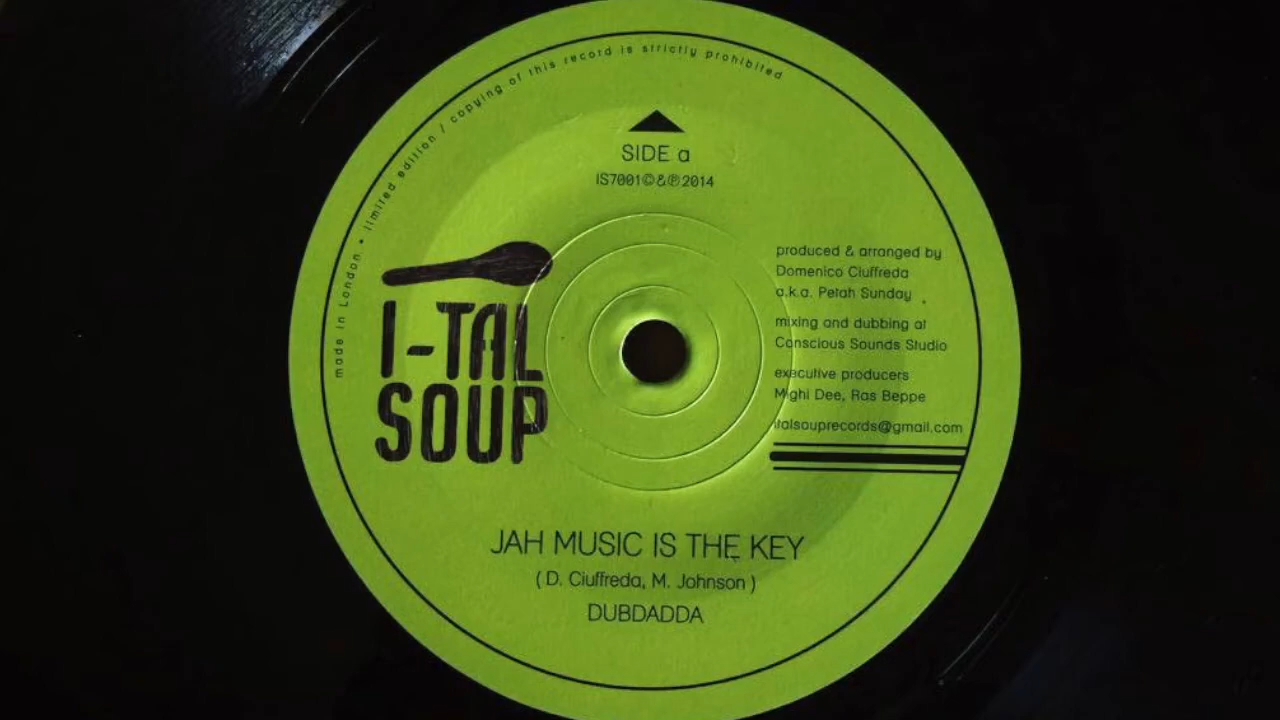 made in London • limited edition / copying of this record is strictly prohibited
SIDE a
IS7001©&℗2014
I-TAL
SOUP
produced & arranged by
Domenico Ciuffreda
a.k.a. Petah Sunday
mixing and dubbing at
Conscious Sounds Studio
executive producers
Mighi Dee, Ras Beppe
italsouprecords@gmail.com
JAH MUSIC IS THE KEY
( D. Ciuffreda, M. Johnson )
DUBDADDA